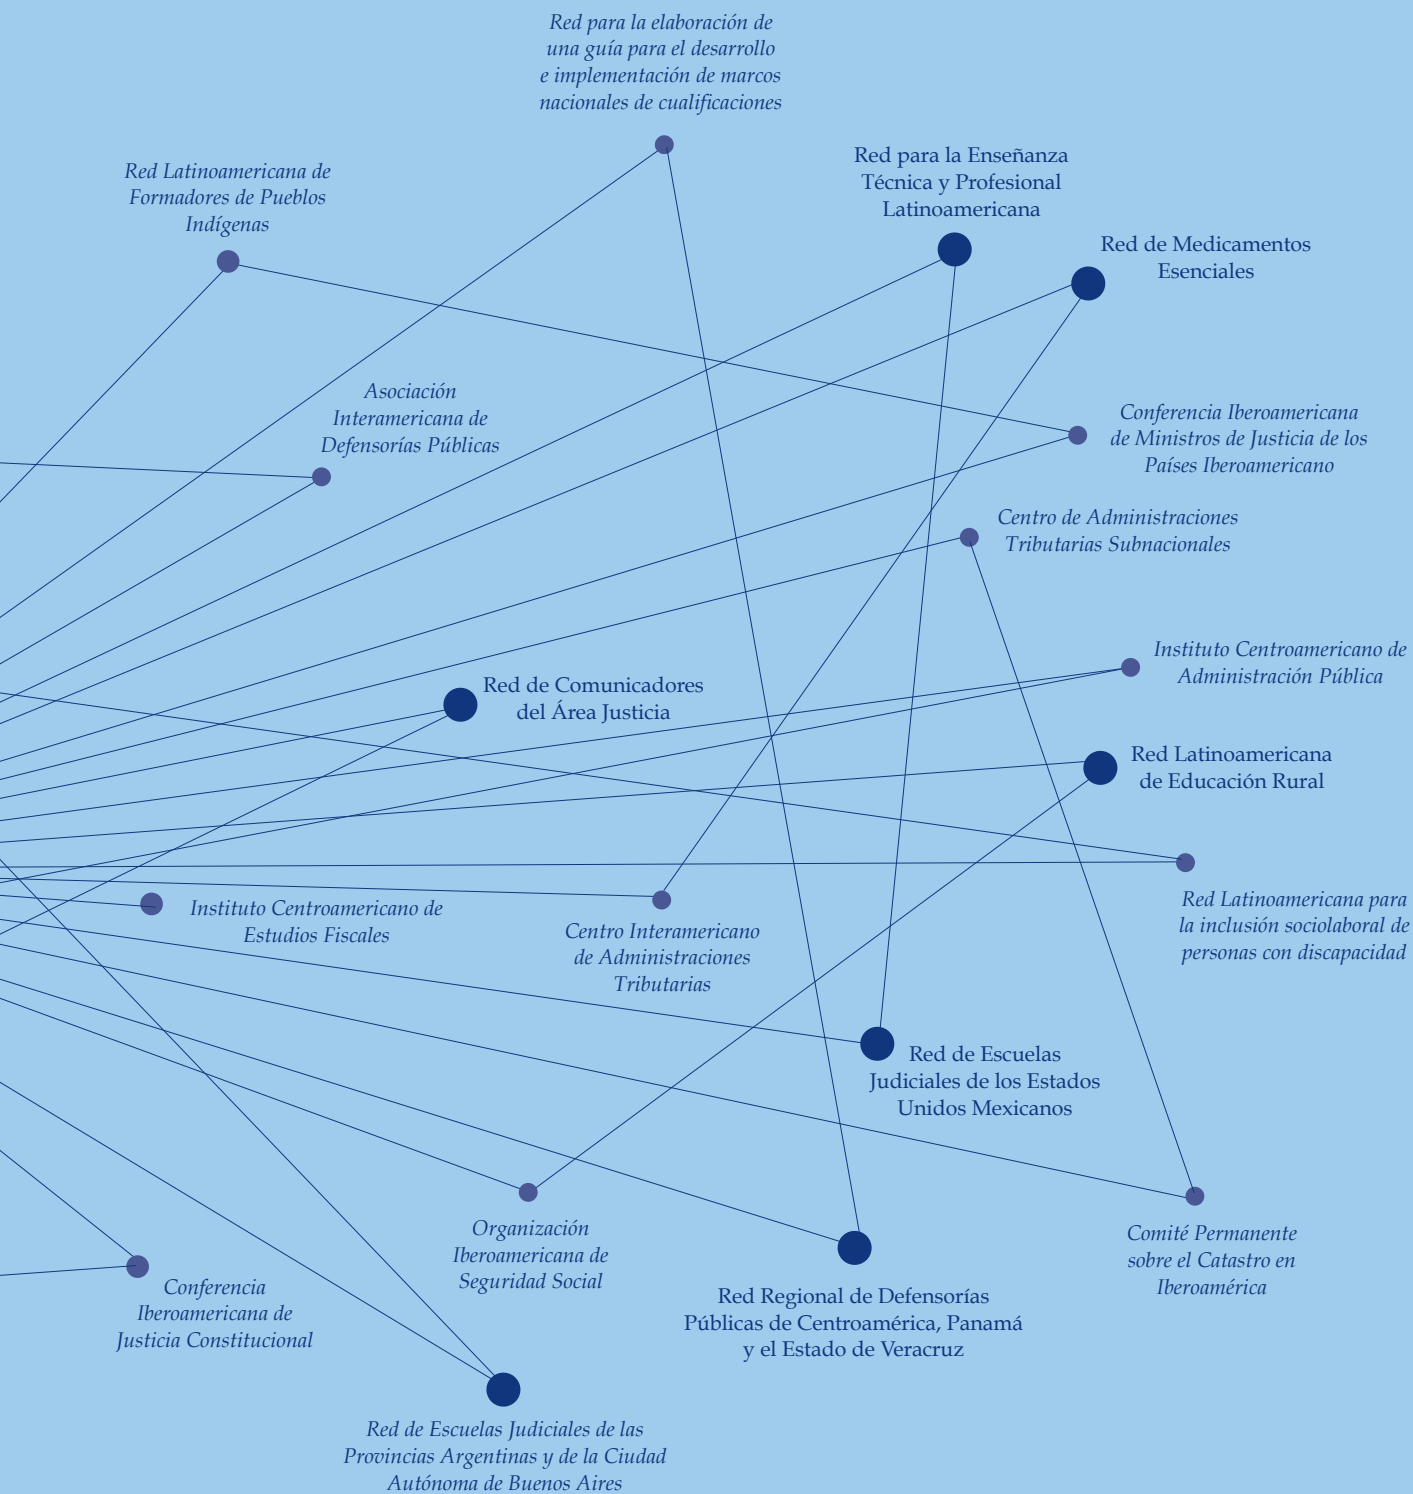 Red para la elaboración de
una guía para el desarrollo
e implementación de marcos
nacionales de cualificaciones
Red para la Enseñanza
Técnica y Profesional
Latinoamericana
Red Latinoamericana de
Formadores de Pueblos
Indígenas
Red de Medicamentos
Esenciales
Asociación
Interamericana de
Defensorías Públicas
Conferencia Iberoamericana
de Ministros de Justicia de los
Países Iberoamericano
Centro de Administraciones
Tributarias Subnacionales
Instituto Centroamericano de
Administración Pública
Red de Comunicadores
del Área Justicia
Red Latinoamericana
de Educación Rural
Instituto Centroamericano de
Estudios Fiscales
Centro Interamericano
de Administraciones
Tributarias
Red Latinoamericana para
la inclusión sociolaboral de
personas con discapacidad
Red de Escuelas
Judiciales de los Estados
Unidos Mexicanos
Organización
Iberoamericana de
Seguridad Social
Comité Permanente
sobre el Catastro en
Iberoamérica
Conferencia
Iberoamericana de
Justicia Constitucional
Red Regional de Defensorías
Públicas de Centroamérica, Panamá
y el Estado de Veracruz
Red de Escuelas Judiciales de las
Provincias Argentinas y de la Ciudad
Autónoma de Buenos Aires